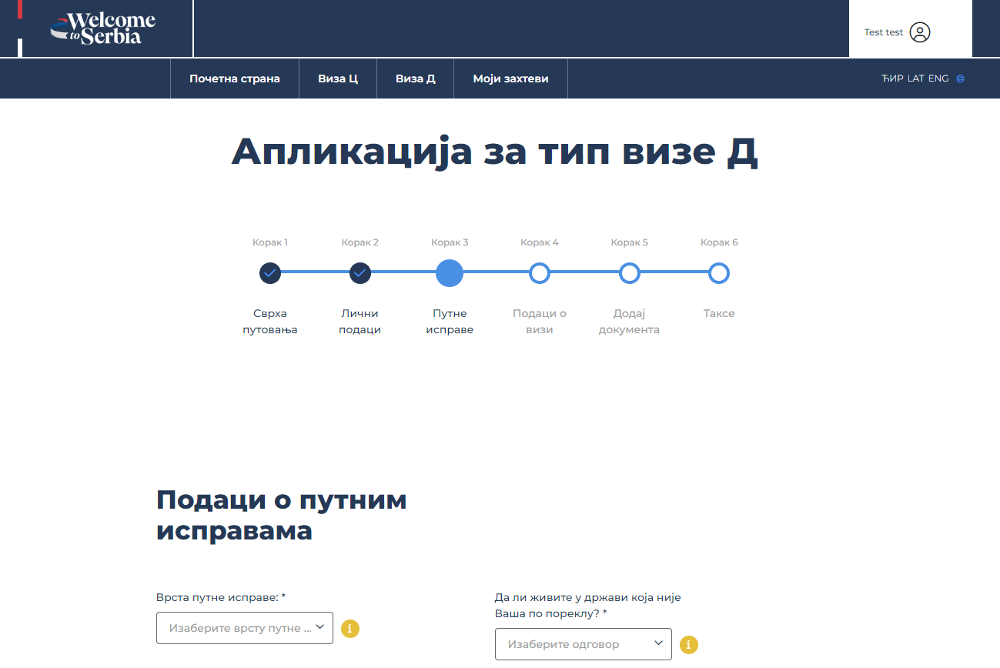 Welcome
to Serbia
Test test
Почетна страна
Виза Ц
Виза Д
Моји захтеви
ЋИР LAT ENG
Апликација за тип визе Д
Корак 1
Корак 2
Корак 3
Корак 4
Корак 5
Корак 6
Сврха
путовања
Лични
подаци
Путне
исправе
Подаци о
визи
Додај
документа
Таксе
Подаци о путним
исправама
Врста путне исправе: *
Изаберите врсту путне ...
i
Да ли живите у држави која није
Ваша по пореклу? *
Изаберите одговор
i